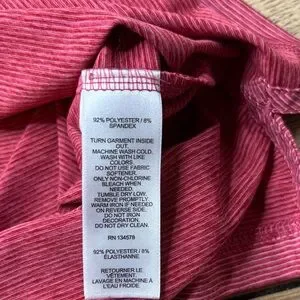 92% POLYESTER / 8%
SPANDEX
TURN GARMENT INSIDE
OUT.
MACHINE WASH COLD.
WASH WITH LIKE
COLORS.
DO NOT USE FABRIC
SOFTENER.
ONLY NON-CHLORINE
BLEACH WHEN
NEEDED.
TUMBLE DRY LOW.
REMOVE PROMPTLY.
WARM IRON IF NEEDED
ON REVERSE SIDE.
DO NOT IRON
DECORATION.
DO NOT DRY CLEAN.
RN 134579
92% POLYESTER / 8%
ÉLASTHANNE
RETOURNER LE
VÊTEMENT.
LAVAGE À MACHINE À
L'EAU FROIDE